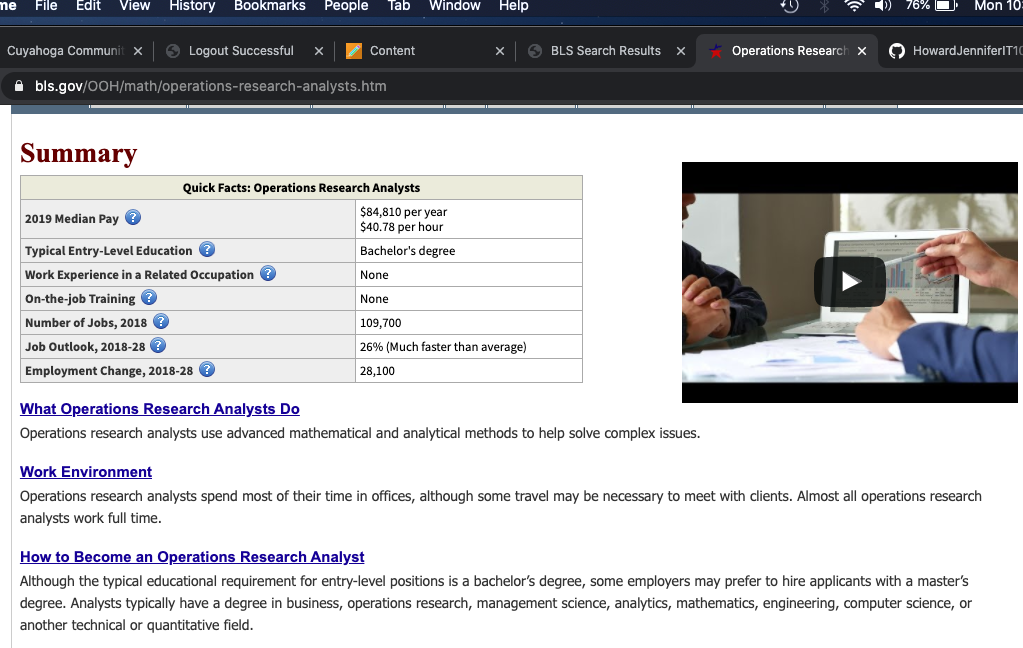 me File Edit View History Bookmarks People Tab Window Help 76% Mon 10:
Cuyahoga Communit Logout Successful Content BLS Search Results Operations Research HowardJenniferIT10
bls.gov/OOH/math/operations-research-analysts.htm
Summary
Quick Facts: Operations Research Analysts
2019 Median Pay ? $84,810 per year
$40.78 per hour
Typical Entry-Level Education ? Bachelor's degree
Work Experience in a Related Occupation ? None
On-the-job Training ? None
Number of Jobs, 2018 ? 109,700
Job Outlook, 2018-28 ? 26% (Much faster than average)
Employment Change, 2018-28 ? 28,100
What Operations Research Analysts Do
Operations research analysts use advanced mathematical and analytical methods to help solve complex issues.
Work Environment
Operations research analysts spend most of their time in offices, although some travel may be necessary to meet with clients. Almost all operations research
analysts work full time.
How to Become an Operations Research Analyst
Although the typical educational requirement for entry-level positions is a bachelor’s degree, some employers may prefer to hire applicants with a master’s
degree. Analysts typically have a degree in business, operations research, management science, analytics, mathematics, engineering, computer science, or
another technical or quantitative field.